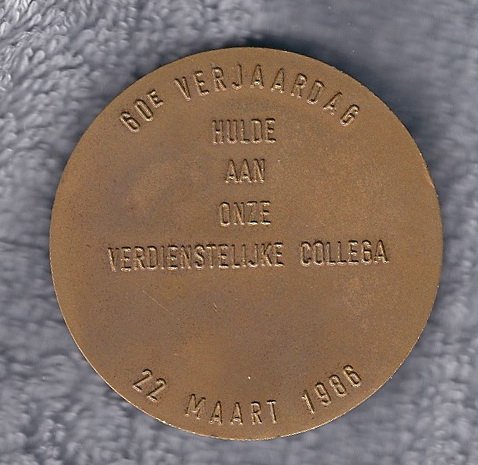 60E VERJAARDAG
HULDE
AAN
ONZE
VERDIENSTELIJKE COLLEGA
22 MAART 1986